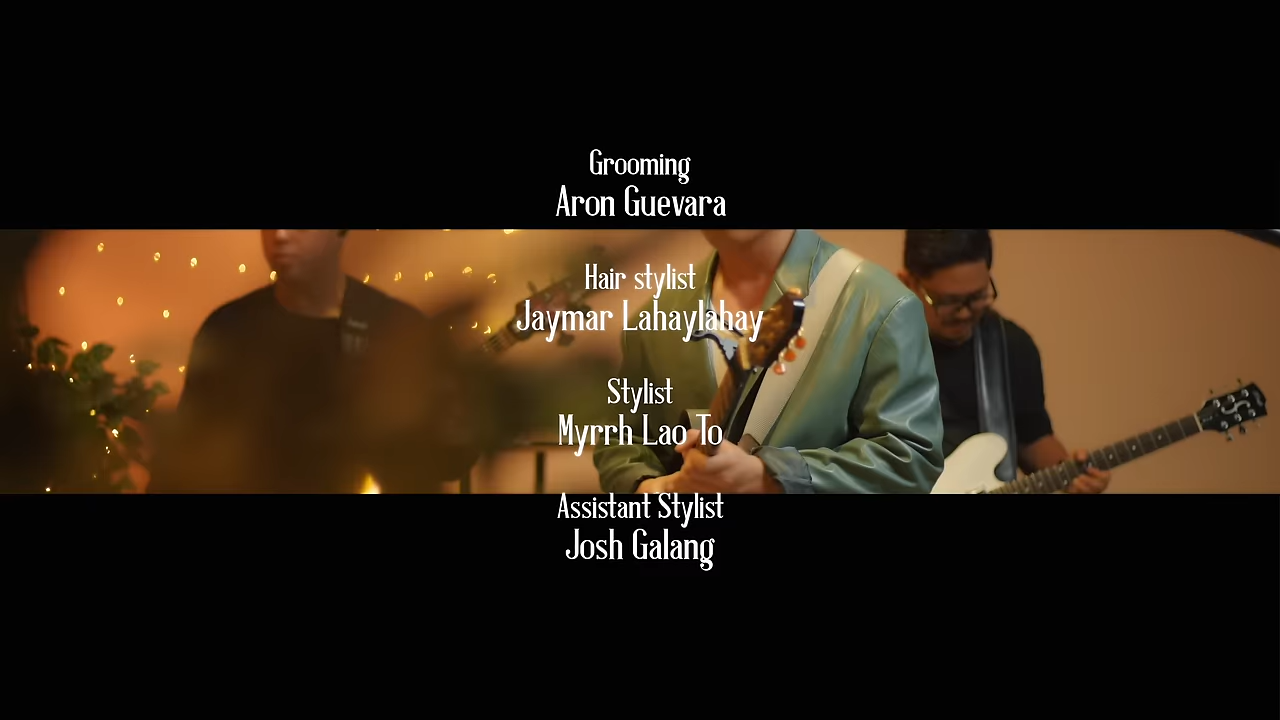 Grooming
Aron Guevara
Hair stylist
Jaymar Lahaylahay
Stylist
Myrrh Lao To
Assistant Stylist
Josh Galang